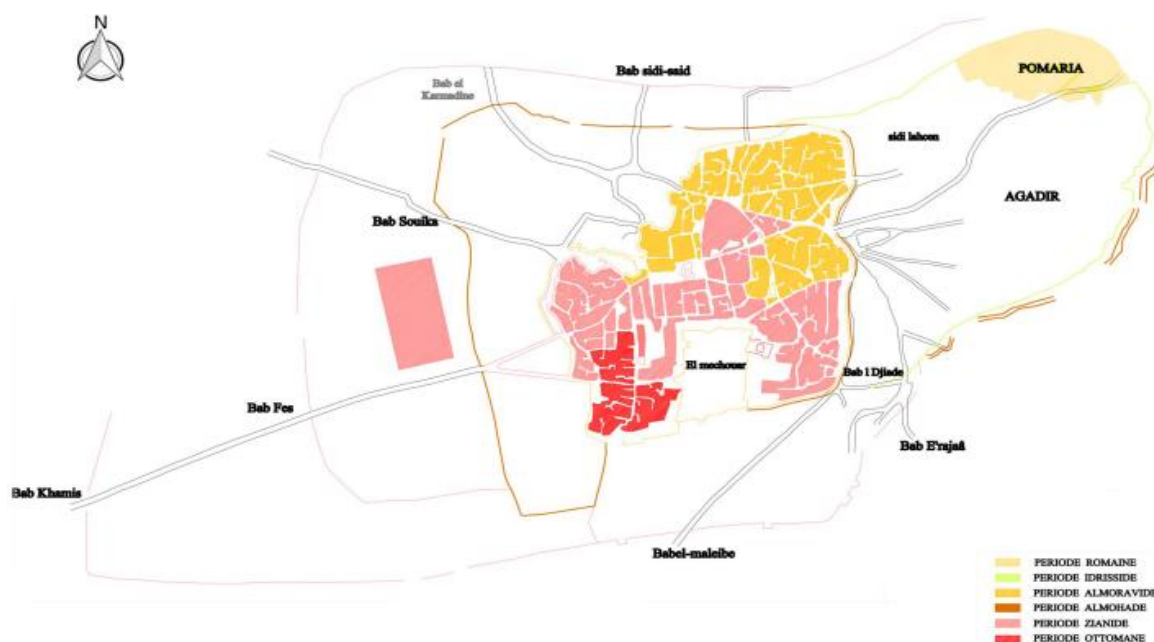 N
Bab sidi-said
Bab el
Karmadine
POMARIA
sidi lahcen
AGADIR
Bab Souika
El mechouar
Bab l Djiade
Bab Fes
Bab E'rajaâ
Bab Khamis
Babel-maleibe
PERIODE ROMAINE
PERIODE IDRISSIDE
PERIODE ALMORAVIDE
PERIODE ALMOHADE
PERIODE ZIANIDE
PERIODE OTTOMANE